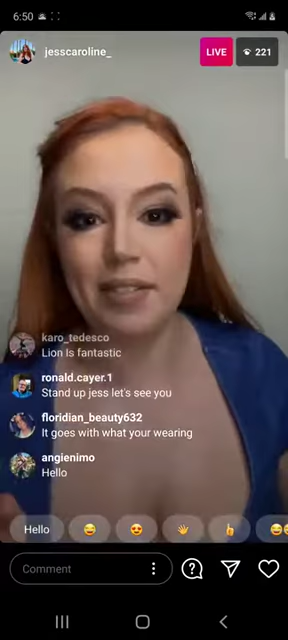 6:50
jesscaroline_
LIVE
221
karo_tedesco
Lion Is fantastic
ronald.cayer.1
Stand up jess let's see you
floridian_beauty632
It goes with what your wearing
angienimo
Hello
Hello
Comment